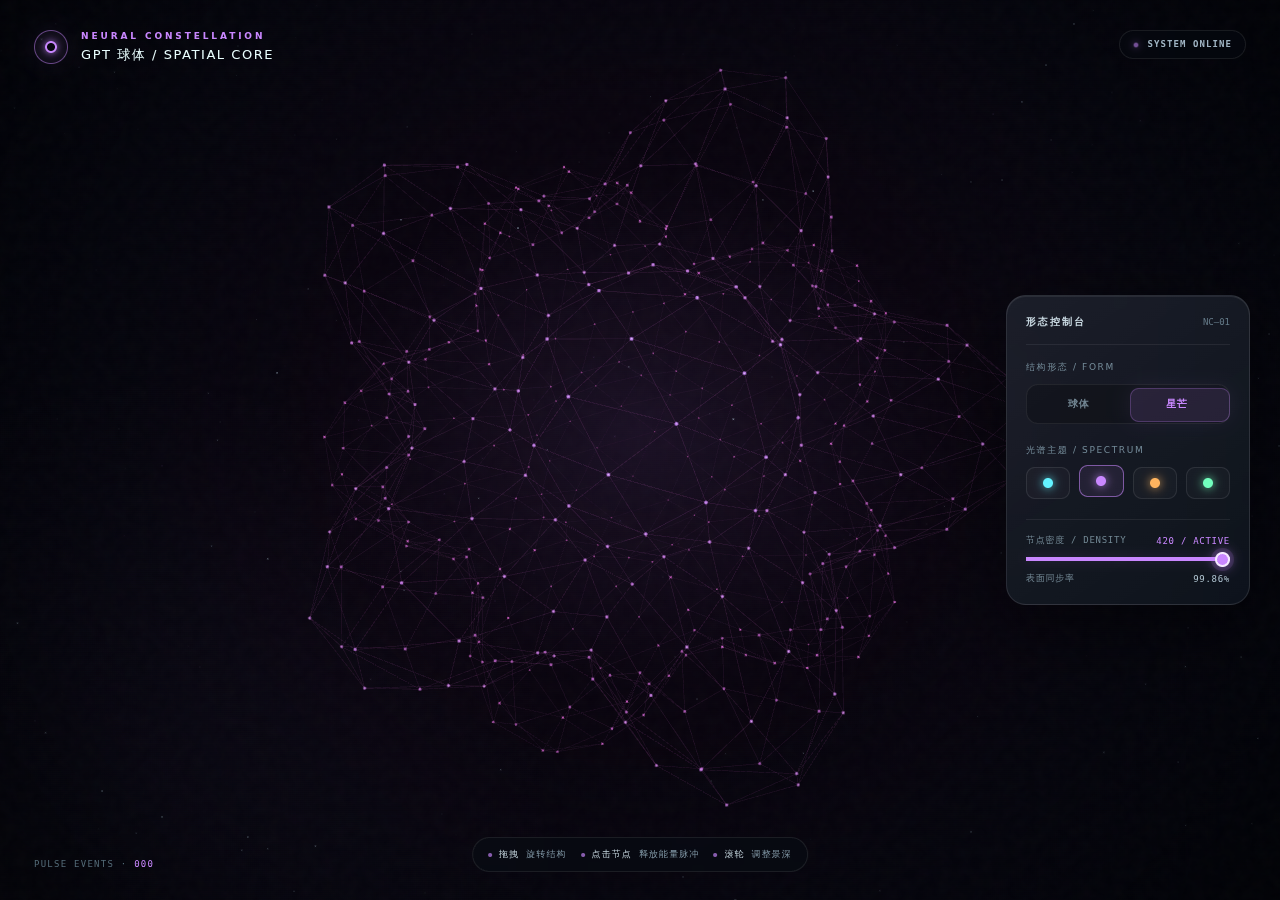 NEURAL CONSTELLATION
GPT 球体 / SPATIAL CORE
SYSTEM ONLINE
形态控制台
NC—01
结构形态 / FORM
球体
星芒
光谱主题 / SPECTRUM
节点密度 / DENSITY
420 / ACTIVE
表面同步率
99.86%
PULSE EVENTS · 000
拖拽 旋转结构
点击节点 释放能量脉冲
滚轮 调整景深